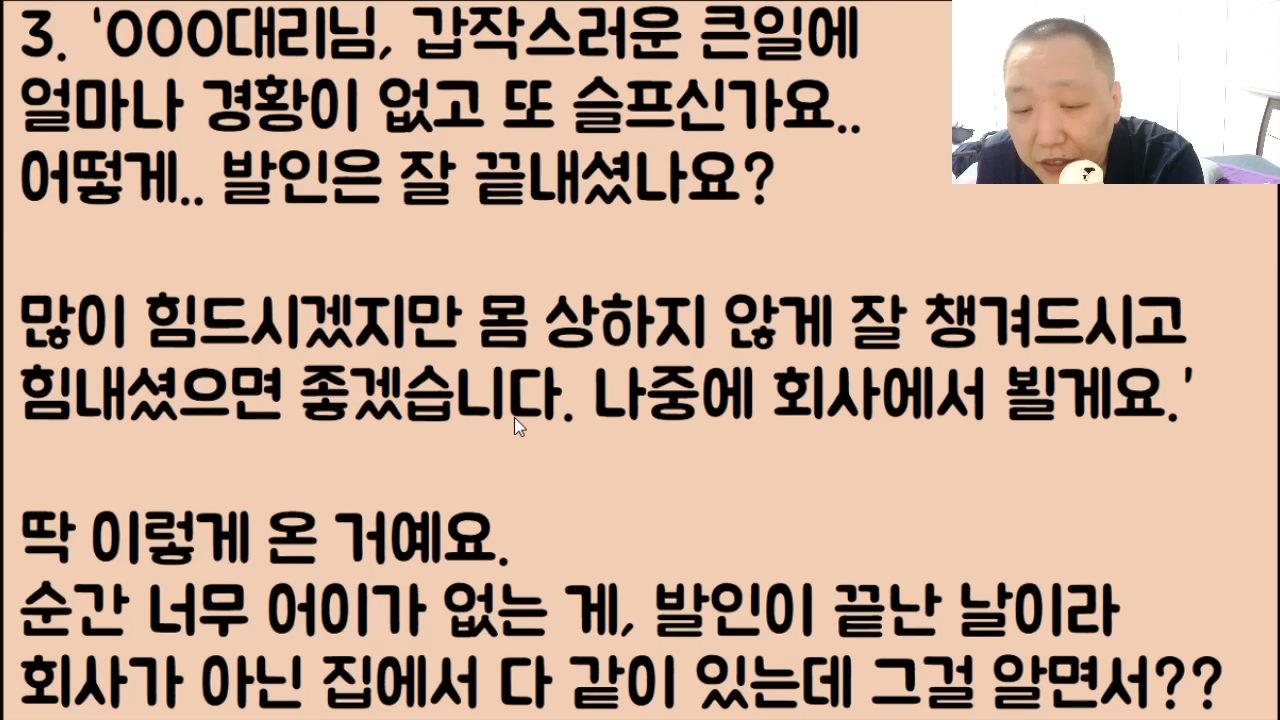 3. 'OOO대리님, 갑작스러운 큰일에
얼마나 경황이 없고 또 슬프신가요..
어떻게.. 발인은 잘 끝내셨나요?
많이 힘드시겠지만 몸 상하지 않게 잘 챙겨드시고
힘내셨으면 좋겠습니다. 나중에 회사에서 뵐게요.'
딱 이렇게 온 거예요.
순간 너무 어이가 없는 게, 발인이 끝난 날이라
회사가 아닌 집에서 다 같이 있는데 그걸 알면서??